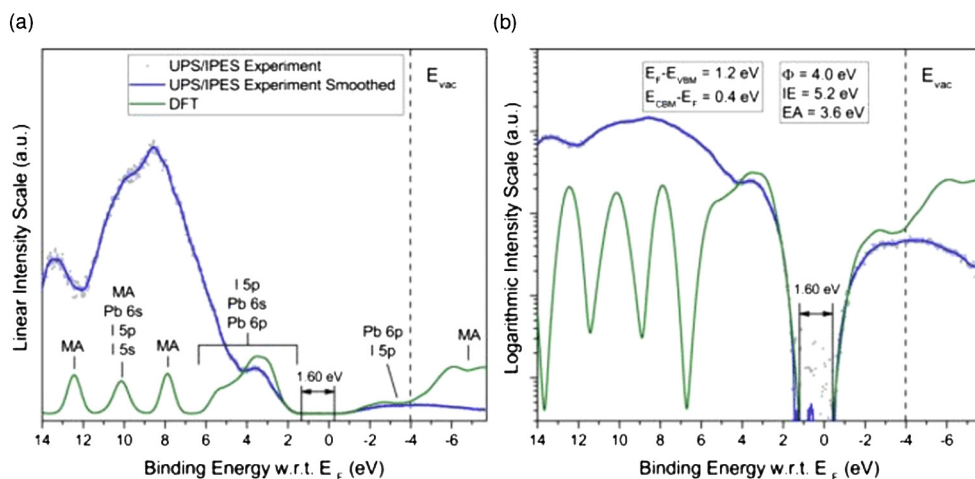 (a)
UPS/IPES Experiment
UPS/IPES Experiment Smoothed
DFT
E_vac
Linear Intensity Scale (a.u.)
MA
MA
Pb 6s
I 5p
I 5s
MA
I 5p
Pb 6s
Pb 6p
1.60 eV
Pb 6p
I 5p
MA
14 12 10 8 6 4 2 0 -2 -4 -6
Binding Energy w.r.t. E_F (eV)
(b)
E_F-E_VBM = 1.2 eV
E_CBM-E_F = 0.4 eV
Φ = 4.0 eV
IE = 5.2 eV
EA = 3.6 eV
E_vac
Logarithmic Intensity Scale (a.u.)
1.60 eV
14 12 10 8 6 4 2 0 -2 -4 -6
Binding Energy w.r.t. E_F (eV)